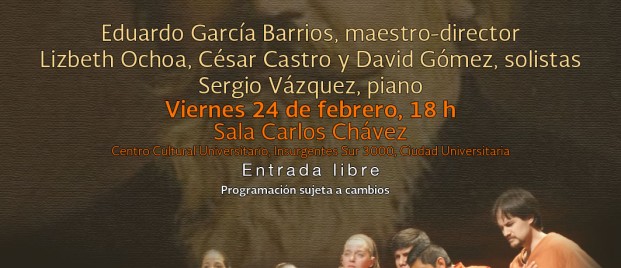 Eduardo García Barrios, maestro-director
Lizbeth Ochoa, César Castro y David Gómez, solistas
Sergio Vázquez, piano
Viernes 24 de febrero, 18 h
Sala Carlos Chávez
Centro Cultural Universitario, Insurgentes Sur 3000, Ciudad Universitaria
Entrada libre
Programación sujeta a cambios